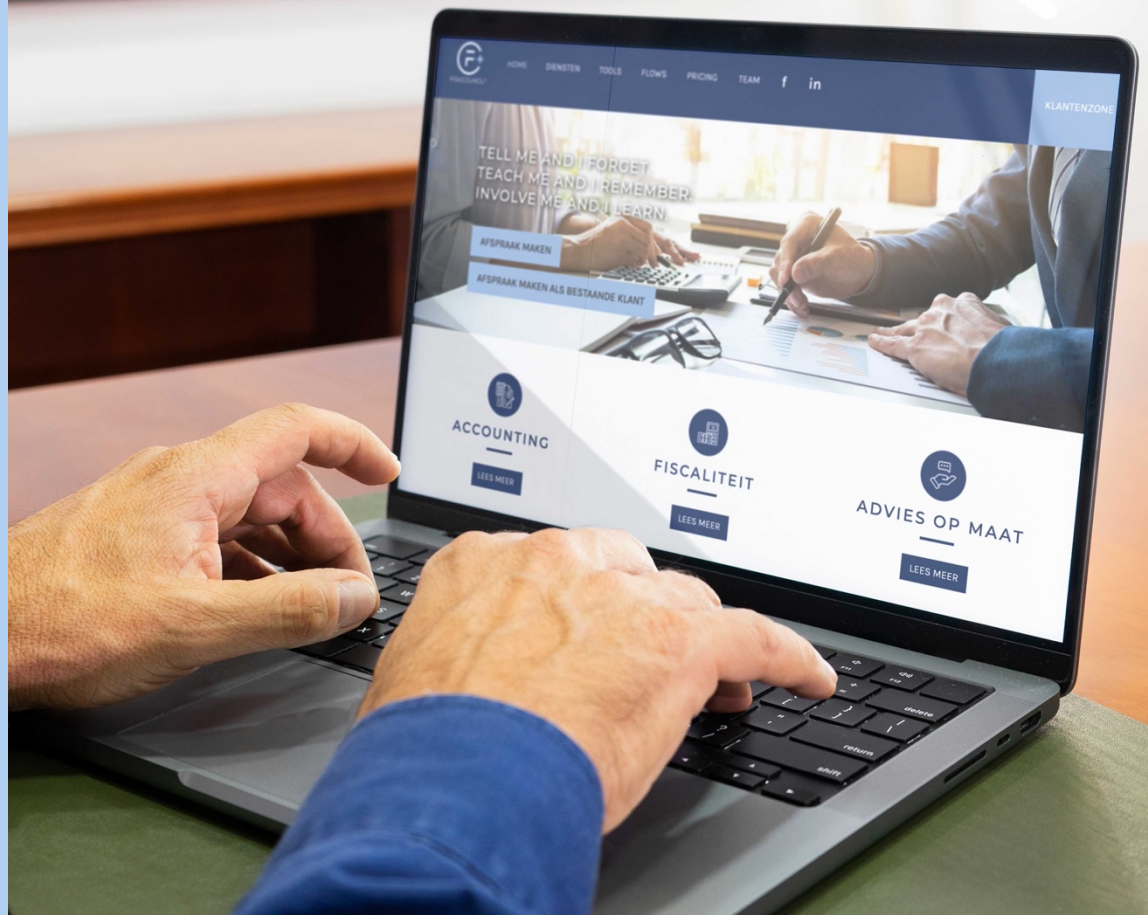 HOME DIENSTEN TOOLS FLOWS PRICING TEAM f in
KLANTENZONE
TELL ME AND I FORGET
TEACH ME AND I REMEMBER.
INVOLVE ME AND I LEARN.
AFSPRAAK MAKEN
AFSPRAAK MAKEN ALS BESTAANDE KLANT
ACCOUNTING
LEES MEER
FISCALITEIT
LEES MEER
ADVIES OP MAAT
LEES MEER
delete
return
shift